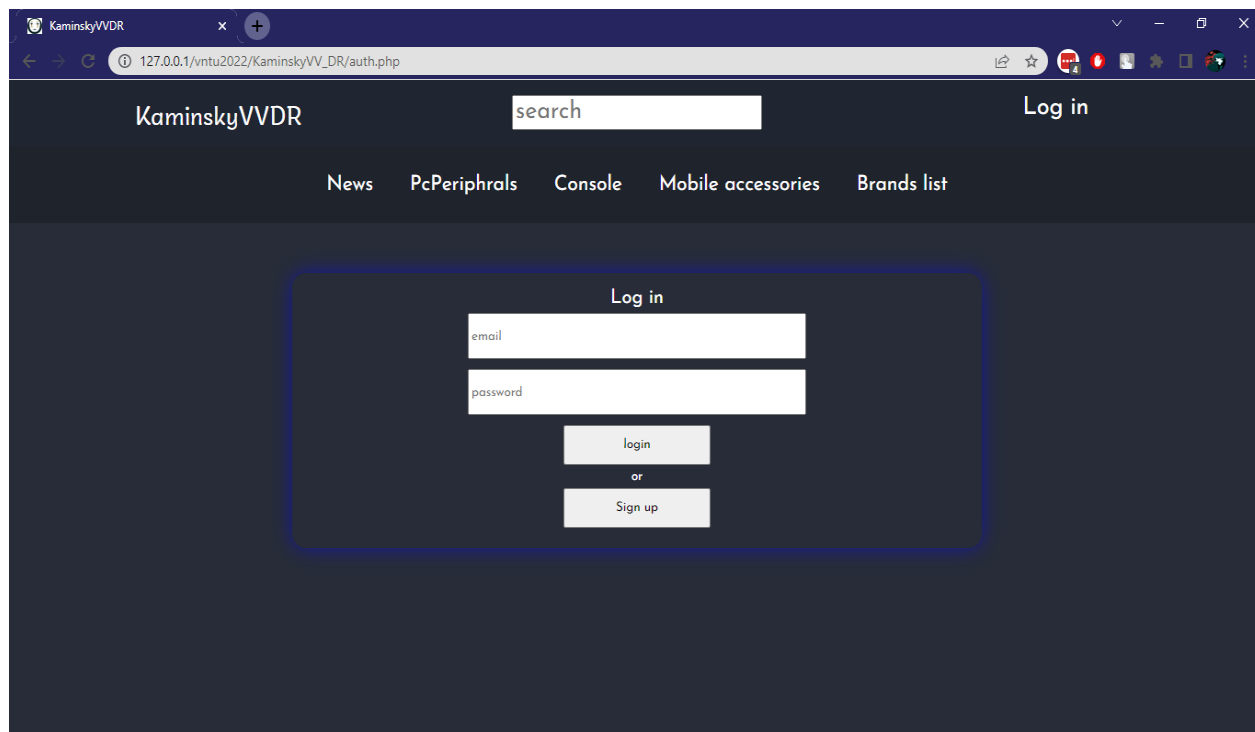 KaminskyVVDR
127.0.0.1/vntu2022/KaminskyVV_DR/auth.php
4
KaminskyVVDR
search
Log in
News PcPeriphrals Console Mobile accessories Brands list
Log in
email
password
login
or
Sign up